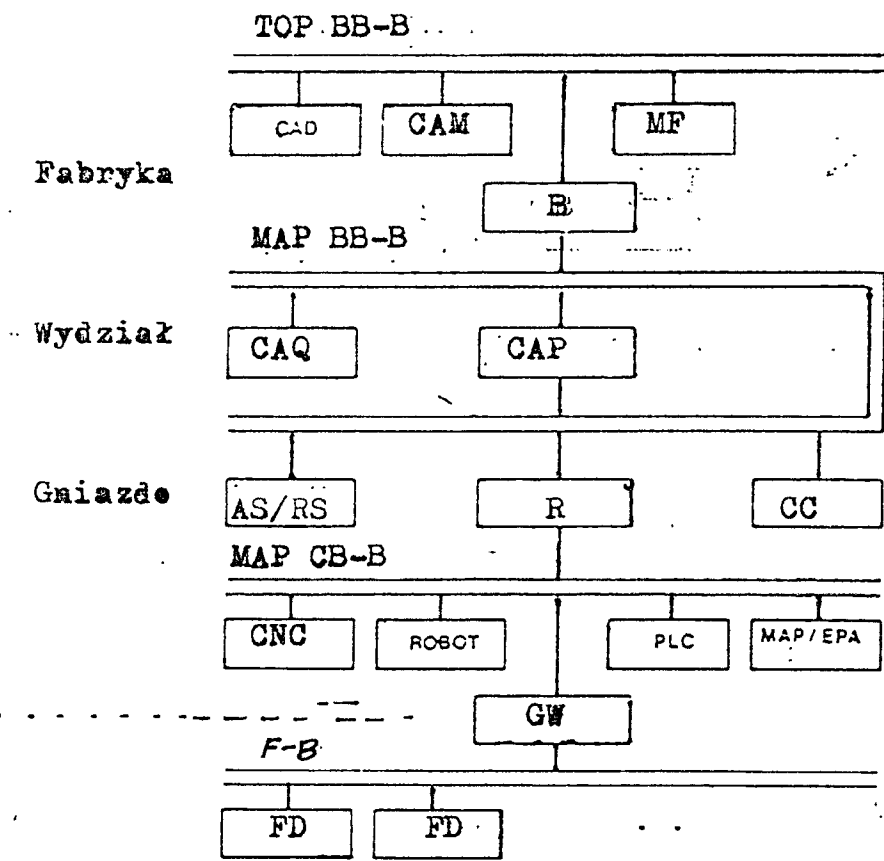 TOP BB-B
CAD
CAM
MF
Fabryka
B
MAP BB-B
Wydział
CAQ
CAP
Gniazdo
AS/RS
R
CC
MAP CB-B
CNC
ROBOT
PLC
MAP/EPA
GW
F-B
FD
FD